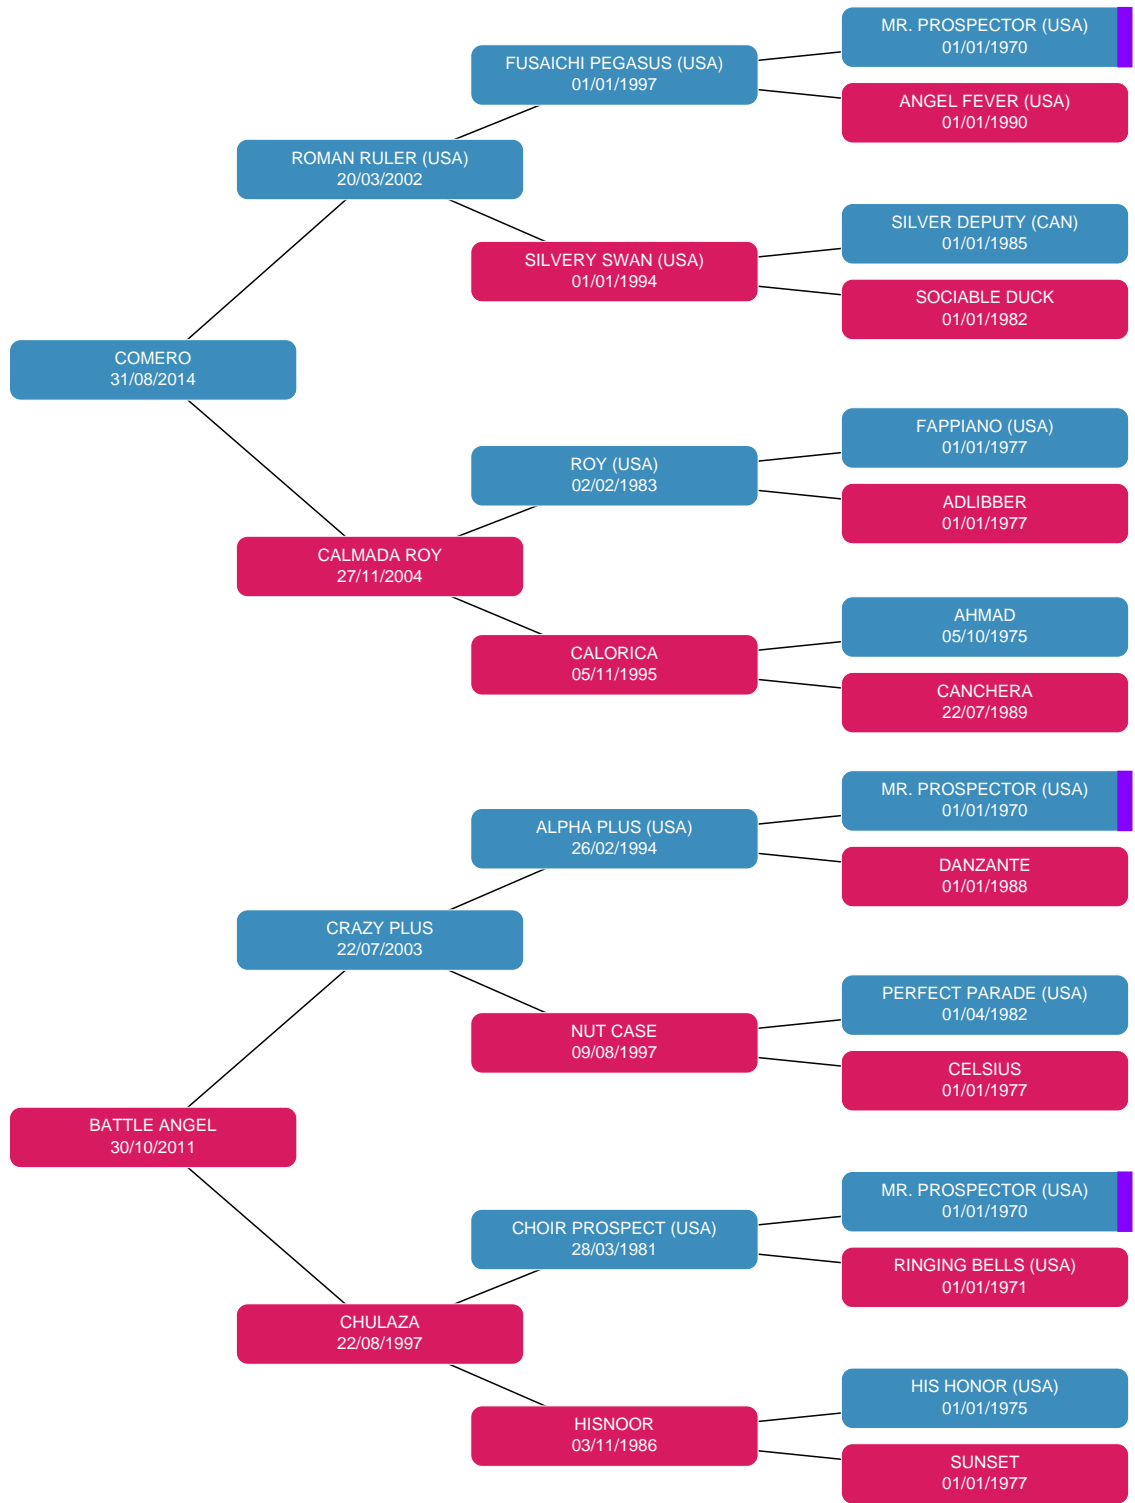 MR. PROSPECTOR (USA)
01/01/1970
FUSAICHI PEGASUS (USA)
01/01/1997
ANGEL FEVER (USA)
01/01/1990
ROMAN RULER (USA)
20/03/2002
SILVER DEPUTY (CAN)
01/01/1985
SILVERY SWAN (USA)
01/01/1994
SOCIABLE DUCK
01/01/1982
COMERO
31/08/2014
FAPPIANO (USA)
01/01/1977
ROY (USA)
02/02/1983
ADLIBBER
01/01/1977
CALMADA ROY
27/11/2004
AHMAD
05/10/1975
CALORICA
05/11/1995
CANCHERA
22/07/1989
MR. PROSPECTOR (USA)
01/01/1970
ALPHA PLUS (USA)
26/02/1994
DANZANTE
01/01/1988
CRAZY PLUS
22/07/2003
PERFECT PARADE (USA)
01/04/1982
NUT CASE
09/08/1997
CELSIUS
01/01/1977
BATTLE ANGEL
30/10/2011
MR. PROSPECTOR (USA)
01/01/1970
CHOIR PROSPECT (USA)
28/03/1981
RINGING BELLS (USA)
01/01/1971
CHULAZA
22/08/1997
HIS HONOR (USA)
01/01/1975
HISNOOR
03/11/1986
SUNSET
01/01/1977